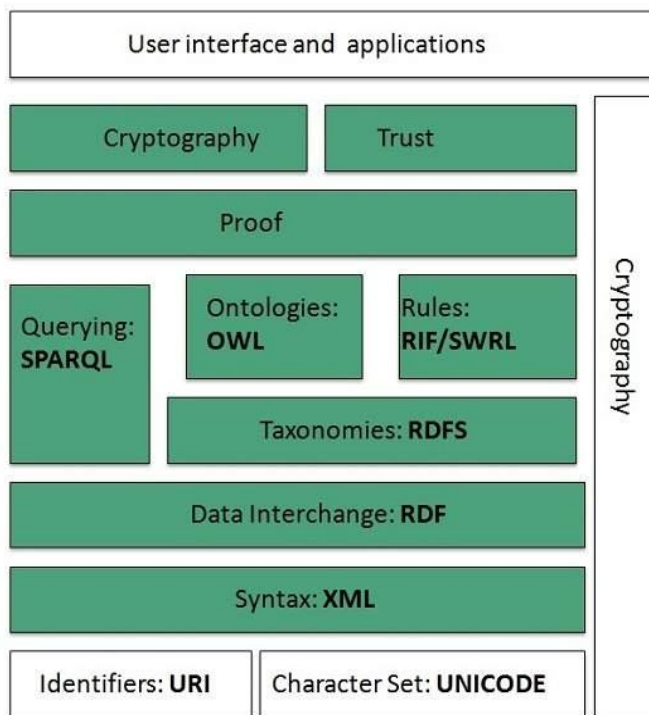 User interface and applications
Cryptography
Trust
Proof
Querying:
SPARQL
Ontologies:
OWL
Rules:
RIF/SWRL
Taxonomies: RDFS
Data Interchange: RDF
Syntax: XML
Identifiers: URI
Character Set: UNICODE
Cryptography